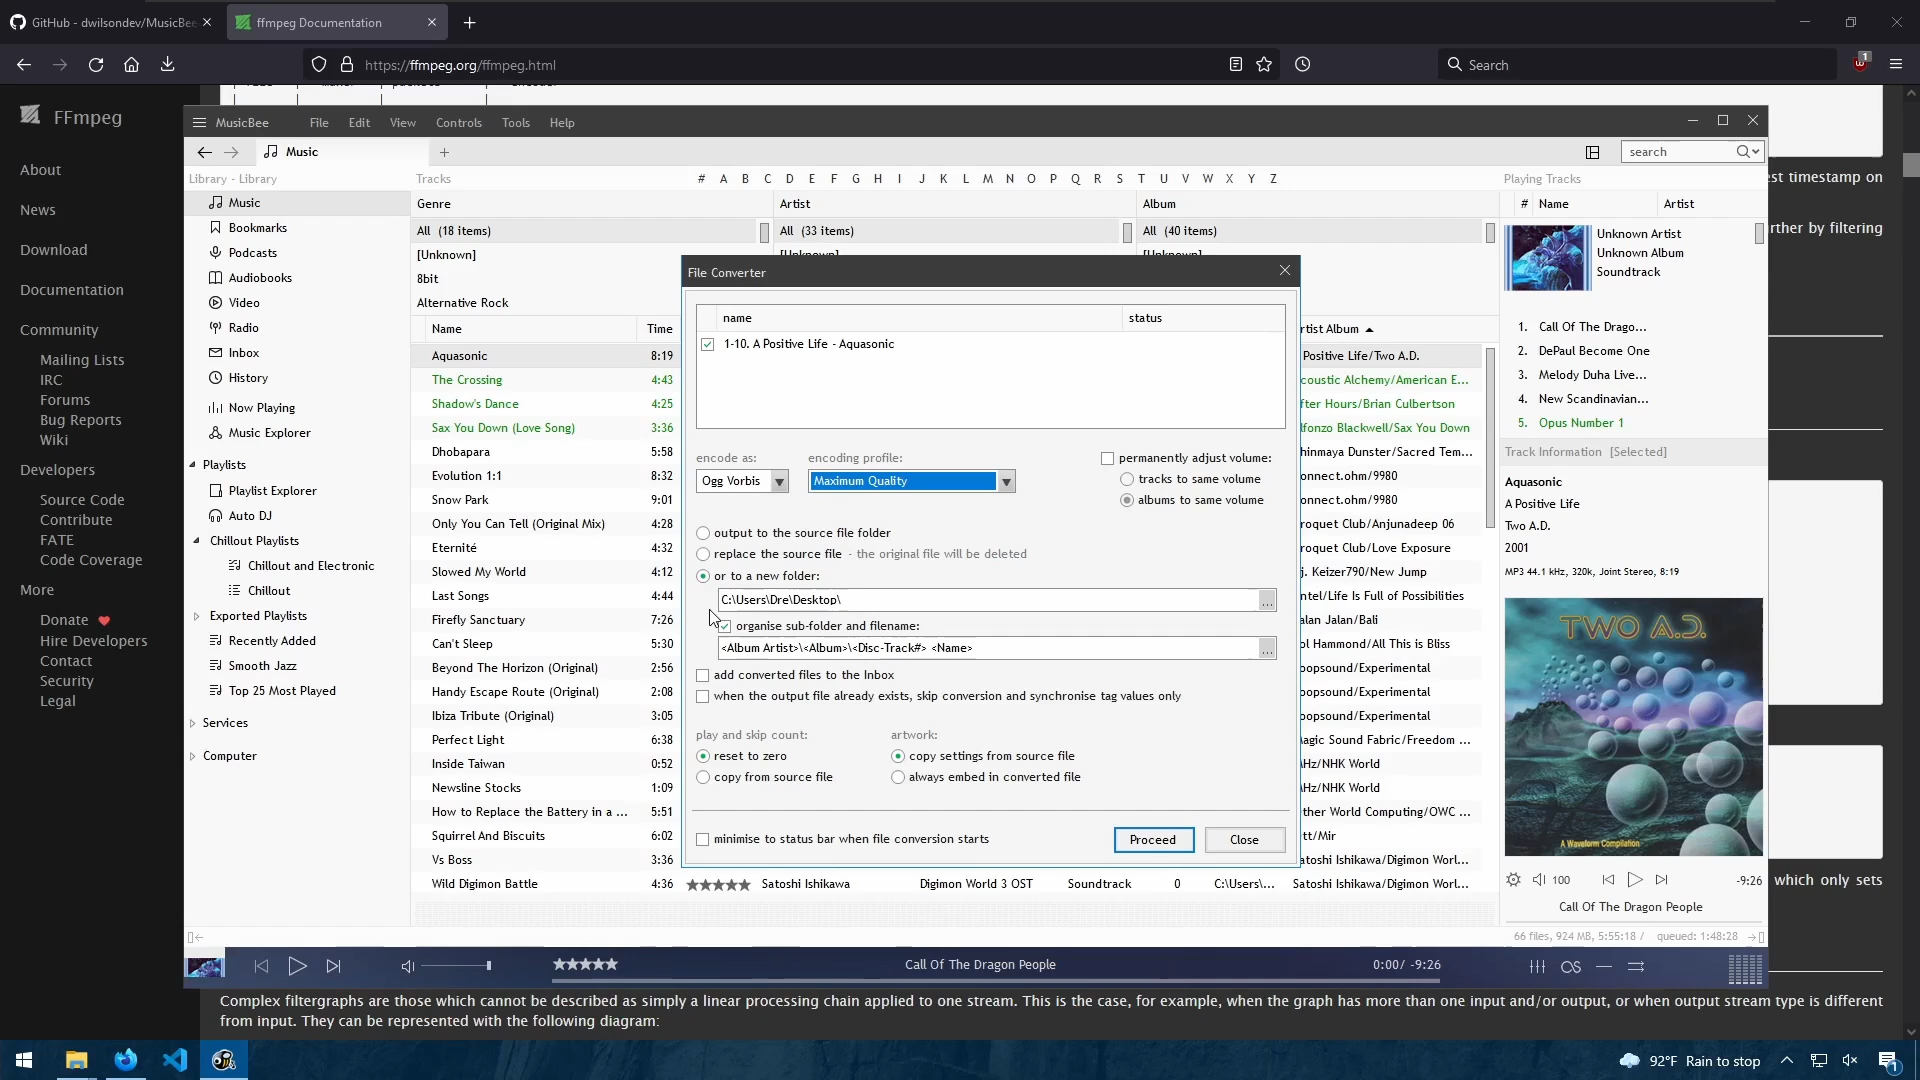 GitHub - dwilsondev/MusicBee
ffmpeg Documentation
https://ffmpeg.org/ffmpeg.html
Search
1
FFmpeg
About
News
Download
Documentation
Community
Mailing Lists
IRC
Forums
Bug Reports
Wiki
Developers
Source Code
Contribute
FATE
Code Coverage
More
Donate
Hire Developers
Contact
Security
Legal
est timestamp on
rther by filtering
which only sets
MusicBee
File
Edit
View
Controls
Tools
Help
Music
search
Library - Library
Tracks
# A B C D E F G H I J K L M N O P Q R S T U V W X Y Z
Playing Tracks
Music
Bookmarks
Podcasts
Audiobooks
Video
Radio
Inbox
History
Now Playing
Music Explorer
Playlists
Playlist Explorer
Auto DJ
Chillout Playlists
Chillout and Electronic
Chillout
Exported Playlists
Recently Added
Smooth Jazz
Top 25 Most Played
Services
Computer
Genre
Artist
Album
All (18 items)
All (33 items)
All (40 items)
[Unknown]
8bit
Alternative Rock
Name
Time
rtist Album
Aquasonic 8:19 Positive Life/Two A.D.
The Crossing 4:43 coustic Alchemy/American E...
Shadow's Dance 4:25 fter Hours/Brian Culbertson
Sax You Down (Love Song) 3:36 lfonzo Blackwell/Sax You Down
Dhobapara 5:58 hinmaya Dunster/Sacred Tem...
Evolution 1:1 8:32 onnect.ohm/9980
Snow Park 9:01 onnect.ohm/9980
Only You Can Tell (Original Mix) 4:28 roquet Club/Anjunadeep 06
Eternité 4:32 roquet Club/Love Exposure
Slowed My World 4:12 j. Keizer790/New Jump
Last Songs 4:44 ntel/Life Is Full of Possibilities
Firefly Sanctuary 7:26 alan Jalan/Bali
Can't Sleep 5:30 ol Hammond/All This is Bliss
Beyond The Horizon (Original) 2:56 oopsound/Experimental
Handy Escape Route (Original) 2:08 oopsound/Experimental
Ibiza Tribute (Original) 3:05 oopsound/Experimental
Perfect Light 6:38 agic Sound Fabric/Freedom ...
Inside Taiwan 0:52 Hz/NHK World
Newsline Stocks 1:09 Hz/NHK World
How to Replace the Battery in a ... 5:51 ther World Computing/OWC ...
Squirrel And Biscuits 6:02 tt/Mir
Vs Boss 3:36 atoshi Ishikawa/Digimon Worl...
Wild Digimon Battle 4:36 Satoshi Ishikawa Digimon World 3 OST Soundtrack 0 C:\Users\... Satoshi Ishikawa/Digimon Worl...
File Converter
name
status
1-10. A Positive Life - Aquasonic
encode as:
encoding profile:
Ogg Vorbis
Maximum Quality
permanently adjust volume:
tracks to same volume
albums to same volume
output to the source file folder
replace the source file - the original file will be deleted
or to a new folder:
C:\Users\Dre\Desktop\
...
organise sub-folder and filename:
<Album Artist>\<Album>\<Disc-Track#> <Name>
...
add converted files to the Inbox
when the output file already exists, skip conversion and synchronise tag values only
play and skip count:
reset to zero
copy from source file
artwork:
copy settings from source file
always embed in converted file
minimise to status bar when file conversion starts
Proceed
Close
# Name
Artist
Unknown Artist
Unknown Album
Soundtrack
1. Call Of The Drago...
2. DePaul Become One
3. Melody Duha Live...
4. New Scandinavian...
5. Opus Number 1
Track Information [Selected]
Aquasonic
A Positive Life
Two A.D.
2001
MP3 44.1 kHz, 320k, Joint Stereo, 8:19
TWO A.D.
A Waveform Compilation
100
-9:26
Call Of The Dragon People
66 files, 924 MB, 5:55:18 / queued: 1:48:28
Call Of The Dragon People
0:00/ -9:26
Complex filtergraphs are those which cannot be described as simply a linear processing chain applied to one stream. This is the case, for example, when the graph has more than one input and/or output, or when output stream type is different
from input. They can be represented with the following diagram:
92°F Rain to stop
1